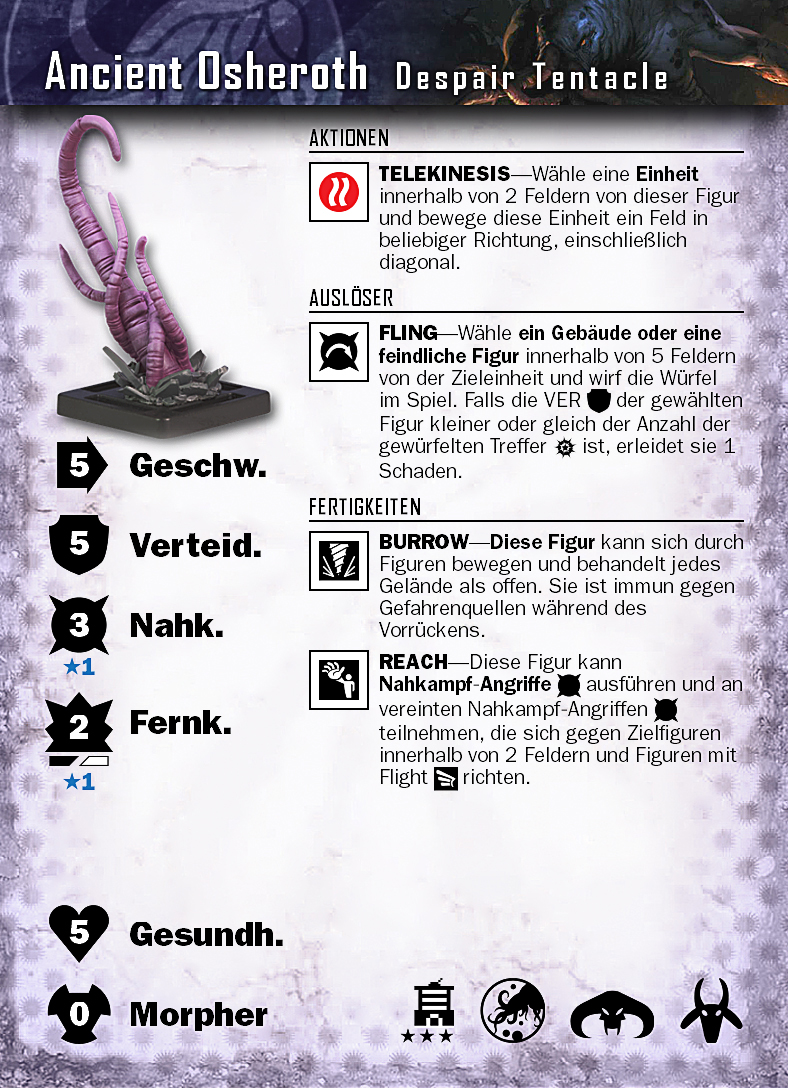 Ancient Osheroth Despair Tentacle
AKTIONEN
TELEKINESIS—Wähle eine Einheit
innerhalb von 2 Feldern von dieser Figur
und bewege diese Einheit ein Feld in
beliebiger Richtung, einschließlich
diagonal.
AUSLÖSER
FLING—Wähle ein Gebäude oder eine
feindliche Figur innerhalb von 5 Feldern
von der Zieleinheit und wirf die Würfel
im Spiel. Falls die VER der gewählten
Figur kleiner oder gleich der Anzahl der
gewürfelten Treffer ist, erleidet sie 1
Schaden.
FERTIGKEITEN
BURROW—Diese Figur kann sich durch
Figuren bewegen und behandelt jedes
Gelände als offen. Sie ist immun gegen
Gefahrenquellen während des
Vorrückens.
REACH—Diese Figur kann
Nahkampf-Angriffe ausführen und an
vereinten Nahkampf-Angriffen
teilnehmen, die sich gegen Zielfiguren
innerhalb von 2 Feldern und Figuren mit
Flight richten.
5 Geschw.
5 Verteid.
3 Nahk.
★1
2 Fernk.
★1
5 Gesundh.
0 Morpher